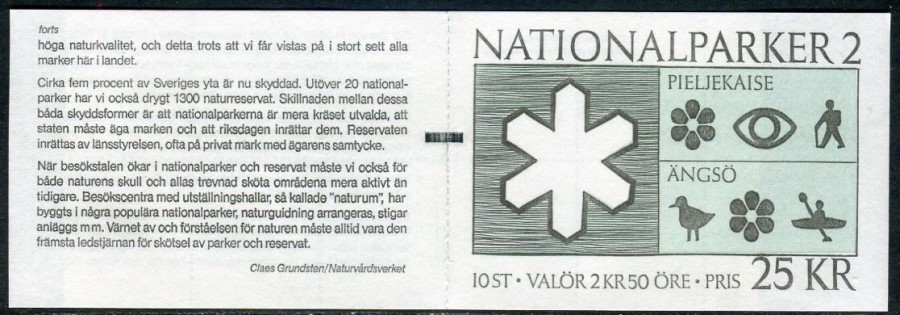 forts
höga naturkvalitet, och detta trots att vi får vistas på i stort sett alla
marker här i landet.
Cirka fem procent av Sveriges yta är nu skyddad. Utöver 20 national-
parker har vi också drygt 1300 naturreservat. Skillnaden mellan dessa
båda skyddsformer är att nationalparkerna är mera kräset utvalda, att
staten måste äga marken och att riksdagen inrättar dem. Reservaten
inrättas av länsstyrelsen, ofta på privat mark med ägarens samtycke.
När besökstalen ökar i nationalparker och reservat måste vi också för
både naturens skull och allas trevnad sköta områdena mera aktivt än
tidigare. Besökscentra med utställningshallar, så kallade "naturum", har
byggts i några populära nationalparker, naturguidning arrangeras, stigar
anläggs m m. Värnet av och förståelsen för naturen måste alltid vara den
främsta ledstjärnan för skötsel av parker och reservat.
Claes Grundsten/Naturvårdsverket
NATIONALPARKER 2
PIELJEKAISE
ÄNGSÖ
10 ST · VALÖR 2 KR 50 ÖRE · PRIS 25 KR